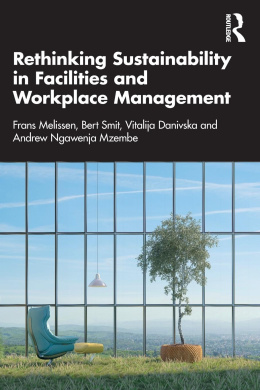 ROUTLEDGE
Rethinking Sustainability
in Facilities and
Workplace Management
Frans Melissen, Bert Smit, Vitalija Danivska and
Andrew Ngawenja Mzembe